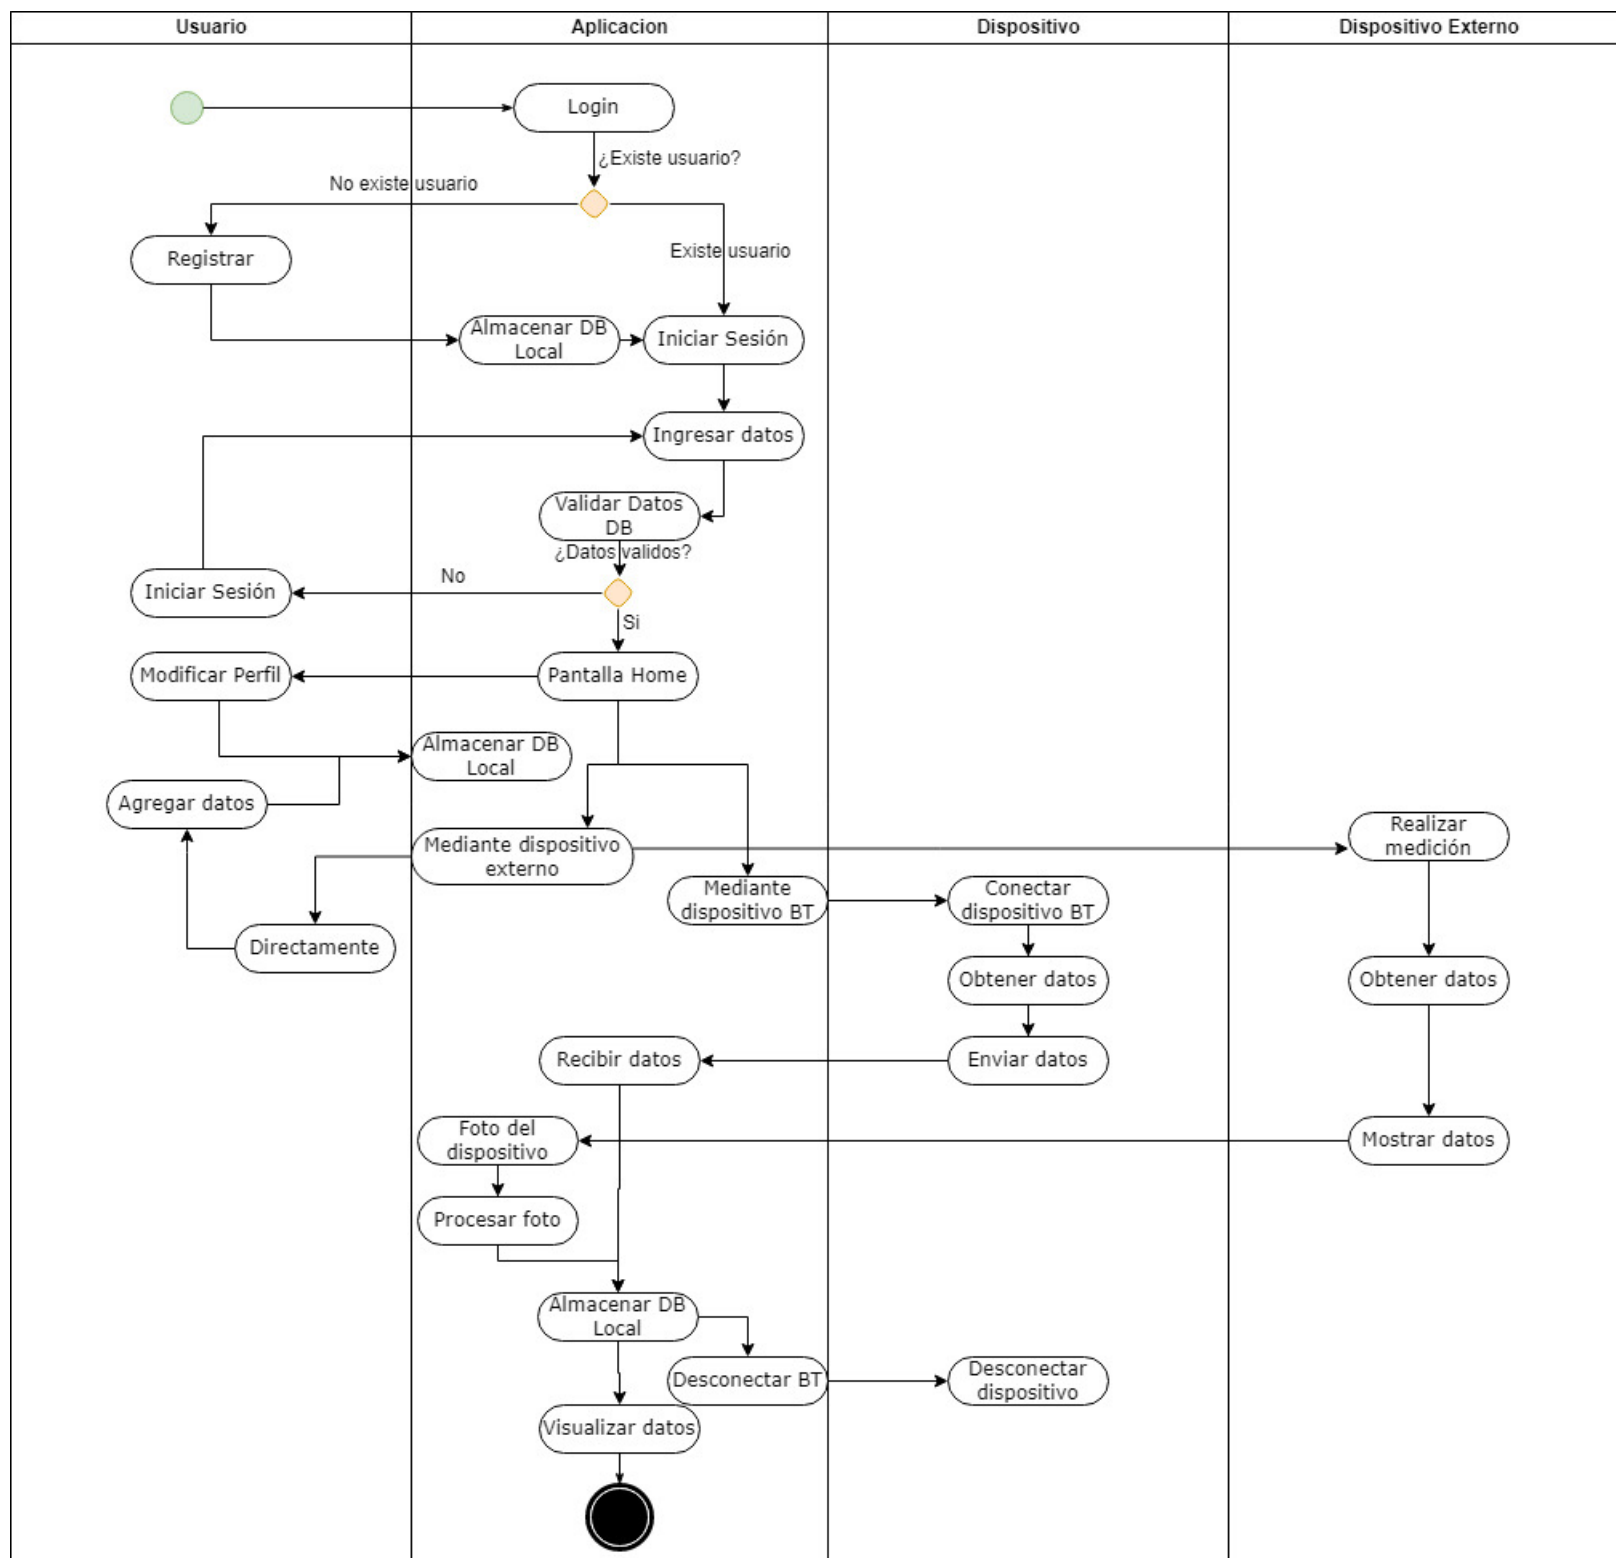 Usuario
Aplicacion
Dispositivo
Dispositivo Externo
Login
¿Existe usuario?
No existe usuario
Existe usuario
Registrar
Almacenar DB
Local
Iniciar Sesión
Ingresar datos
Validar Datos
DB
¿Datos validos?
No
Iniciar Sesión
Si
Modificar Perfil
Pantalla Home
Almacenar DB
Local
Agregar datos
Mediante dispositivo
externo
Realizar
medición
Mediante
dispositivo BT
Conectar
dispositivo BT
Directamente
Obtener datos
Obtener datos
Recibir datos
Enviar datos
Foto del
dispositivo
Mostrar datos
Procesar foto
Almacenar DB
Local
Desconectar BT
Desconectar
dispositivo
Visualizar datos